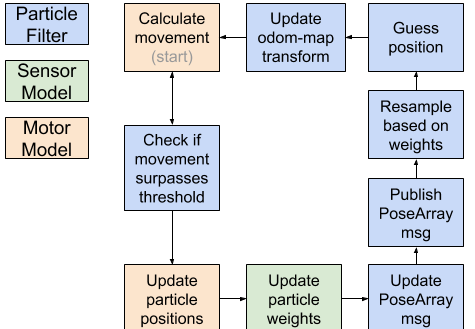 Particle
Filter
Sensor
Model
Motor
Model
Calculate
movement
(start)
Update
odom-map
transform
Guess
position
Check if
movement
surpasses
threshold
Resample
based on
weights
Publish
PoseArray
msg
Update
particle
positions
Update
particle
weights
Update
PoseArray
msg